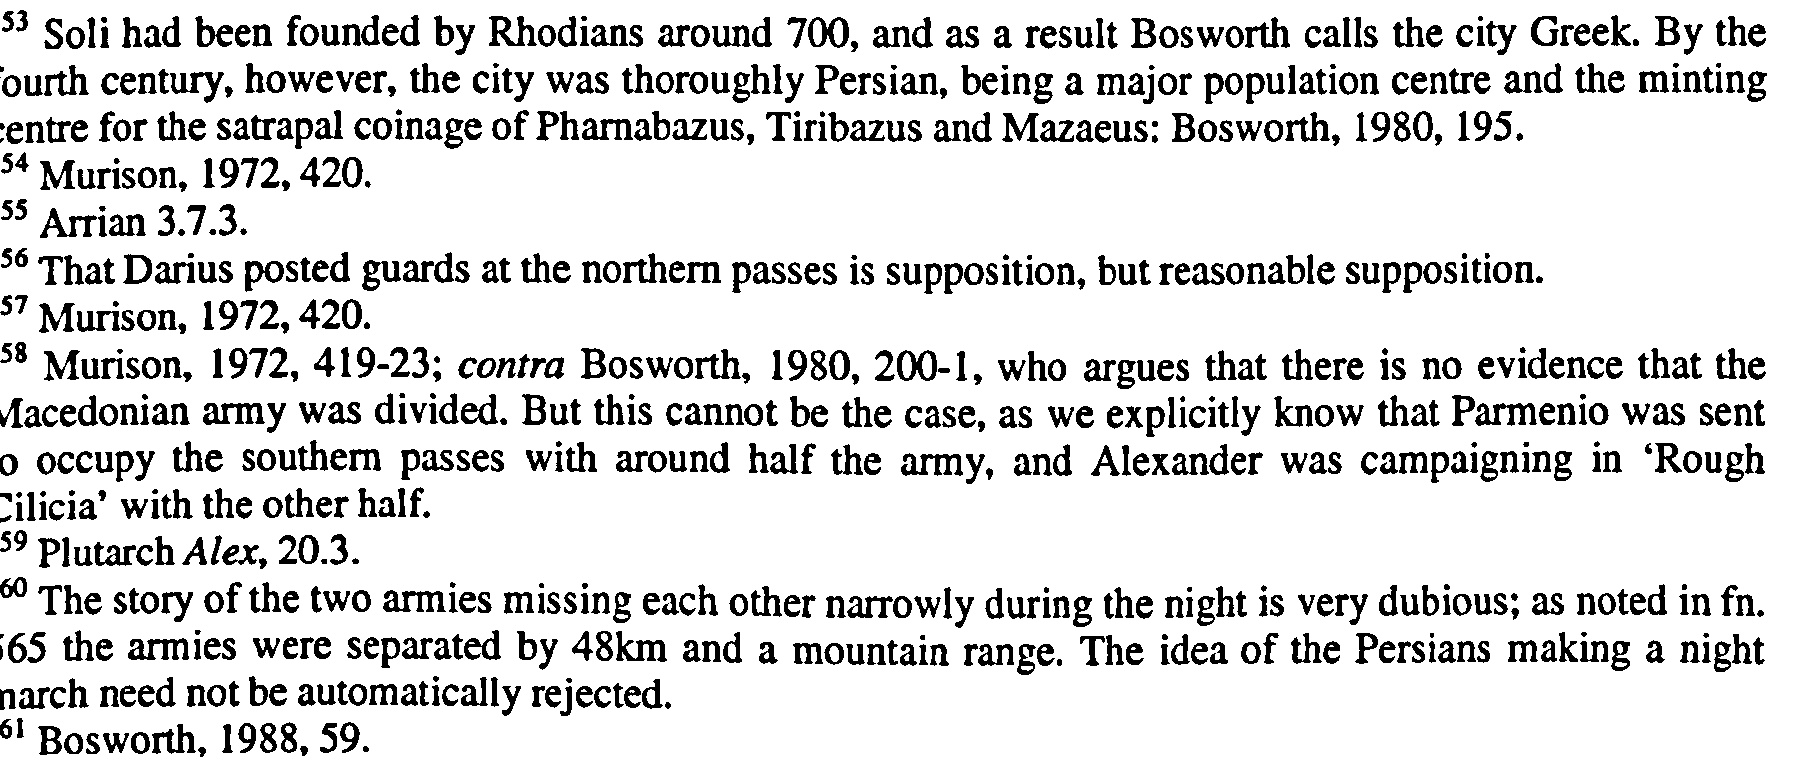 53 Soli had been founded by Rhodians around 700, and as a result Bosworth calls the city Greek. By the
ourth century, however, the city was thoroughly Persian, being a major population centre and the minting
entre for the satrapal coinage of Pharnabazus, Tiribazus and Mazaeus: Bosworth, 1980, 195.
54 Murison, 1972, 420.
55 Arrian 3.7.3.
56 That Darius posted guards at the northern passes is supposition, but reasonable supposition.
57 Murison, 1972, 420.
58 Murison, 1972, 419-23; contra Bosworth, 1980, 200-1, who argues that there is no evidence that the
Macedonian army was divided. But this cannot be the case, as we explicitly know that Parmenio was sent
o occupy the southern passes with around half the army, and Alexander was campaigning in ‘Rough
Cilicia’ with the other half.
59 Plutarch Alex, 20.3.
60 The story of the two armies missing each other narrowly during the night is very dubious; as noted in fn.
65 the armies were separated by 48km and a mountain range. The idea of the Persians making a night
march need not be automatically rejected.
61 Bosworth, 1988, 59.